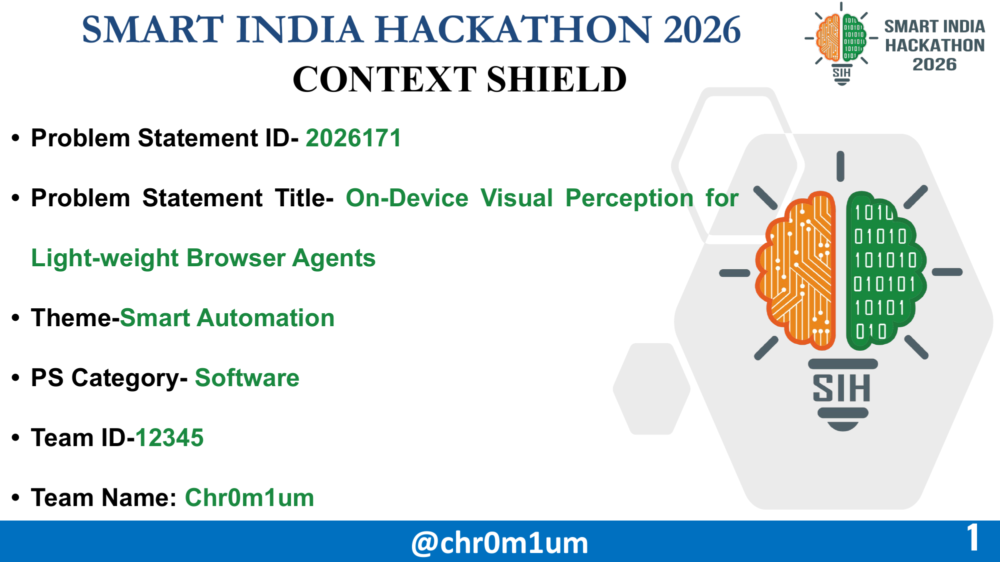 SMART INDIA HACKATHON 2026
SMART INDIA
HACKATHON
2026
SIH
CONTEXT SHIELD
• Problem Statement ID- 2026171
• Problem Statement Title- On-Device Visual Perception for
Light-weight Browser Agents
• Theme-Smart Automation
• PS Category- Software
• Team ID-12345
• Team Name: Chr0m1um
1010
01010
101010
010101
10101
010
SIH
@chr0m1um
1